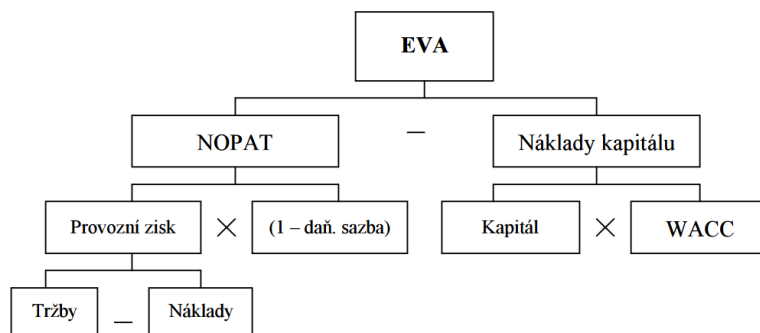 EVA
NOPAT – Náklady kapitálu
Provozní zisk × (1 – daň. sazba) Kapitál × WACC
Tržby – Náklady